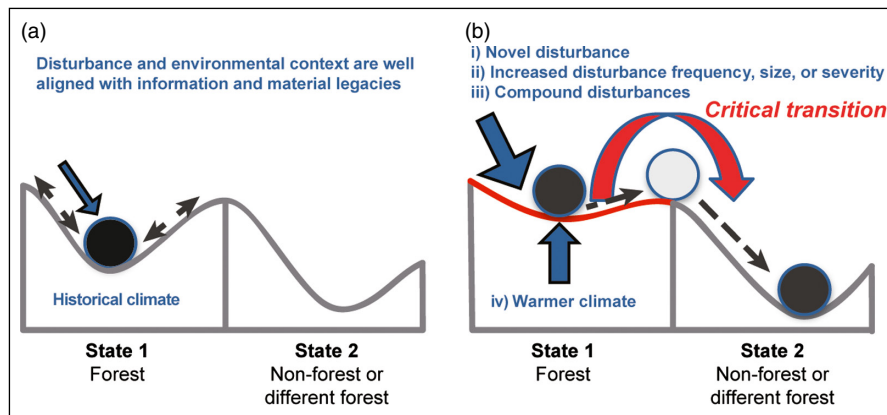 (a)
Disturbance and environmental context are well
aligned with information and material legacies
Historical climate
State 1
Forest
State 2
Non-forest or
different forest
(b)
i) Novel disturbance
ii) Increased disturbance frequency, size, or severity
iii) Compound disturbances
Critical transition
iv) Warmer climate
State 1
Forest
State 2
Non-forest or
different forest